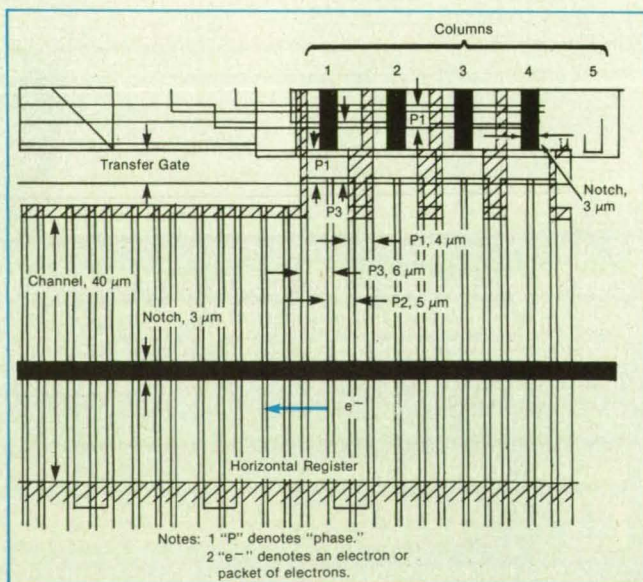 Columns
1 2 3 4 5
P1
Transfer Gate
P1
Notch, 3 µm
P3
P1, 4 µm
Channel, 40 µm
P3, 6 µm
P2, 5 µm
Notch, 3 µm
e−
Horizontal Register
Notes: 1 "P" denotes "phase."
2 "e−" denotes an electron or
packet of electrons.